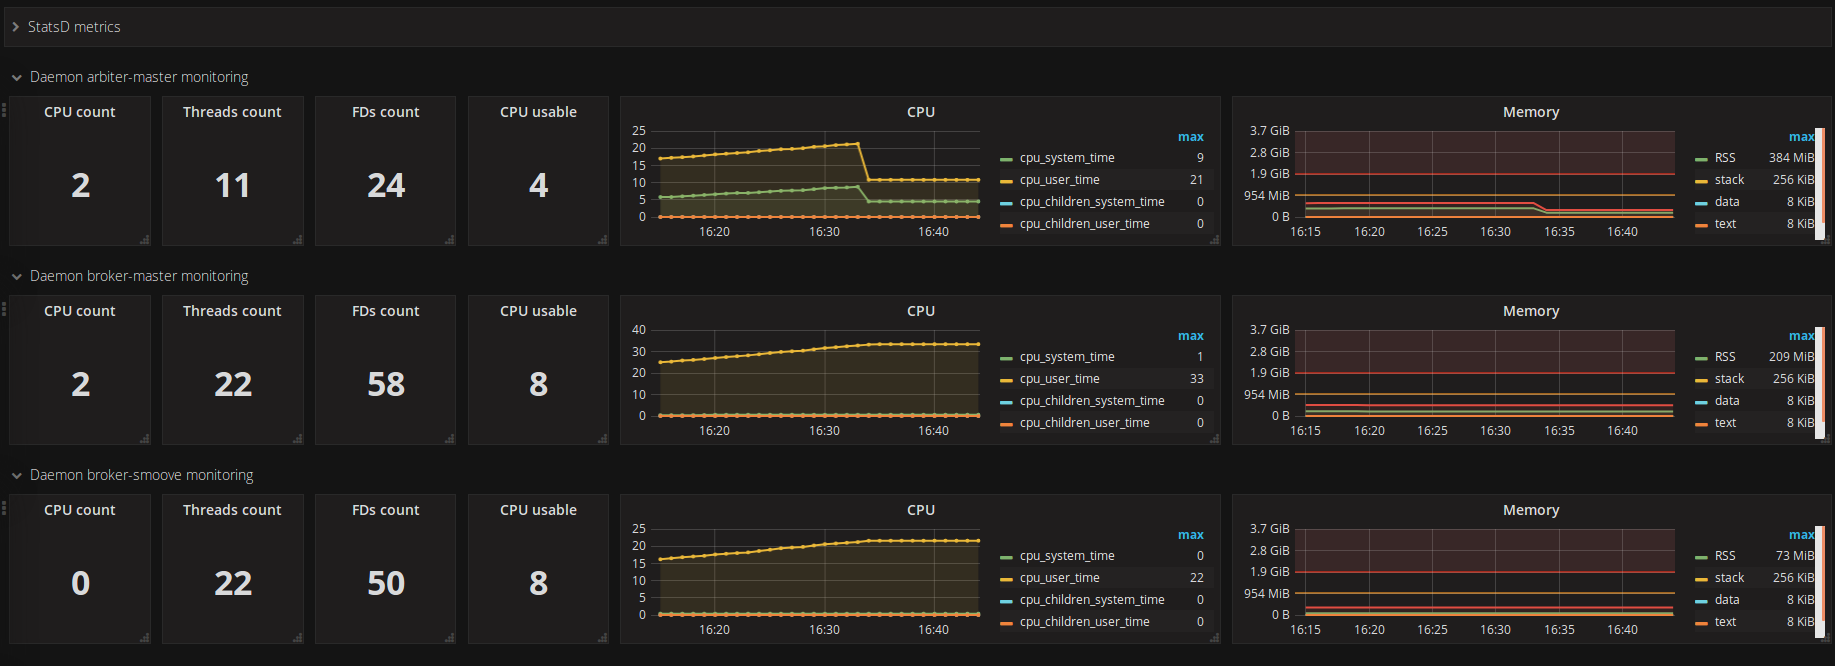 StatsD metrics
Daemon arbiter-master monitoring
CPU count
2
Threads count
11
FDs count
24
CPU usable
4
CPU
25
20
15
10
5
0
16:20 16:30 16:40
max
cpu_system_time 9
cpu_user_time 21
cpu_children_system_time 0
cpu_children_user_time 0
Memory
3.7 GiB
2.8 GiB
1.9 GiB
954 MiB
0 B
16:15 16:20 16:25 16:30 16:35 16:40
max
RSS 384 MiB
stack 256 KiB
data 8 KiB
text 8 KiB
Daemon broker-master monitoring
CPU count
2
Threads count
22
FDs count
58
CPU usable
8
CPU
40
30
20
10
0
16:20 16:30 16:40
max
cpu_system_time 1
cpu_user_time 33
cpu_children_system_time 0
cpu_children_user_time 0
Memory
3.7 GiB
2.8 GiB
1.9 GiB
954 MiB
0 B
16:15 16:20 16:25 16:30 16:35 16:40
max
RSS 209 MiB
stack 256 KiB
data 8 KiB
text 8 KiB
Daemon broker-smoove monitoring
CPU count
0
Threads count
22
FDs count
50
CPU usable
8
CPU
25
20
15
10
5
0
16:20 16:30 16:40
max
cpu_system_time 0
cpu_user_time 22
cpu_children_system_time 0
cpu_children_user_time 0
Memory
3.7 GiB
2.8 GiB
1.9 GiB
954 MiB
0 B
16:15 16:20 16:25 16:30 16:35 16:40
max
RSS 73 MiB
stack 256 KiB
data 8 KiB
text 8 KiB